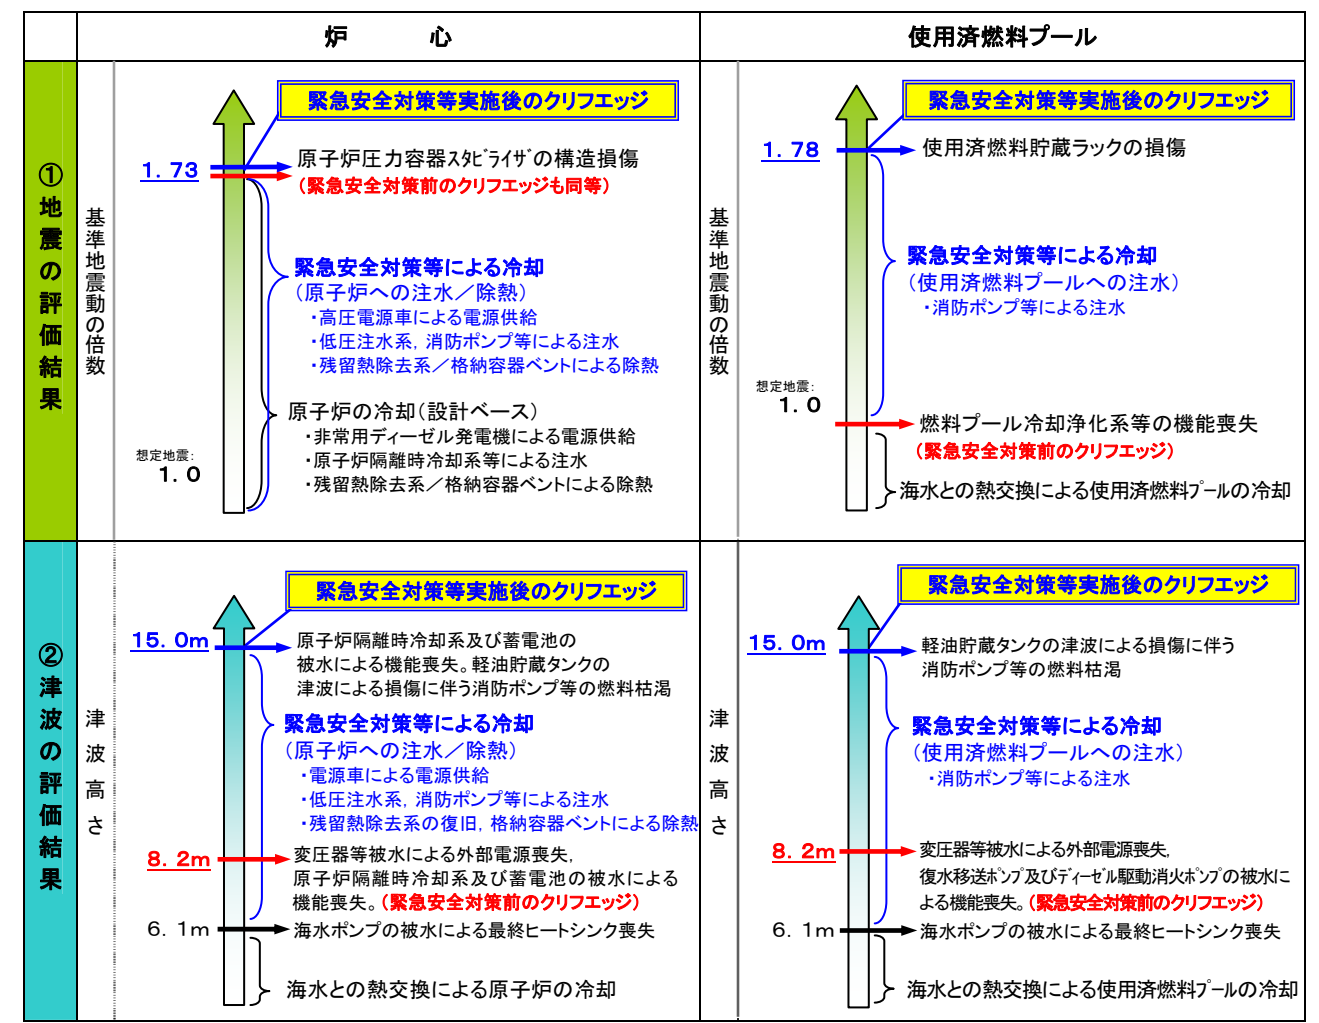 炉　　　心
使用済燃料プール
①地震の評価結果
基準地震動の倍数
緊急安全対策等実施後のクリフエッジ
1．73
原子炉圧力容器ｽﾀﾋﾞﾗｲｻﾞの構造損傷
（緊急安全対策前のクリフエッジも同等）
緊急安全対策等による冷却
（原子炉への注水／除熱）
・高圧電源車による電源供給
・低圧注水系，消防ポンプ等による注水
・残留熱除去系／格納容器ベントによる除熱
原子炉の冷却（設計ベース）
・非常用ディーゼル発電機による電源供給
・原子炉隔離時冷却系等による注水
・残留熱除去系／格納容器ベントによる除熱
想定地震：
1．0
基準地震動の倍数
緊急安全対策等実施後のクリフエッジ
1．78
使用済燃料貯蔵ラックの損傷
緊急安全対策等による冷却
（使用済燃料プールへの注水）
・消防ポンプ等による注水
想定地震：
1．0
燃料プール冷却浄化系等の機能喪失
（緊急安全対策前のクリフエッジ）
海水との熱交換による使用済燃料ﾌﾟｰﾙの冷却
②津波の評価結果
津波高さ
緊急安全対策等実施後のクリフエッジ
15．0m
原子炉隔離時冷却系及び蓄電池の
被水による機能喪失。軽油貯蔵タンクの
津波による損傷に伴う消防ポンプ等の燃料枯渇
緊急安全対策等による冷却
（原子炉への注水／除熱）
・電源車による電源供給
・低圧注水系，消防ポンプ等による注水
・残留熱除去系の復旧，格納容器ベントによる除熱
8．2m
変圧器等被水による外部電源喪失，
原子炉隔離時冷却系及び蓄電池の被水による
機能喪失。（緊急安全対策前のクリフエッジ）
6．1m
海水ポンプの被水による最終ヒートシンク喪失
海水との熱交換による原子炉の冷却
津波高さ
緊急安全対策等実施後のクリフエッジ
15．0m
軽油貯蔵タンクの津波による損傷に伴う
消防ポンプ等の燃料枯渇
緊急安全対策等による冷却
（使用済燃料プールへの注水）
・消防ポンプ等による注水
8．2m
変圧器等被水による外部電源喪失，
復水移送ﾎﾟﾝﾌﾟ及びﾃﾞｨｰｾﾞﾙ駆動消火ﾎﾟﾝﾌﾟの被水に
よる機能喪失。（緊急安全対策前のクリフエッジ）
6．1m
海水ポンプの被水による最終ヒートシンク喪失
海水との熱交換による使用済燃料ﾌﾟｰﾙの冷却